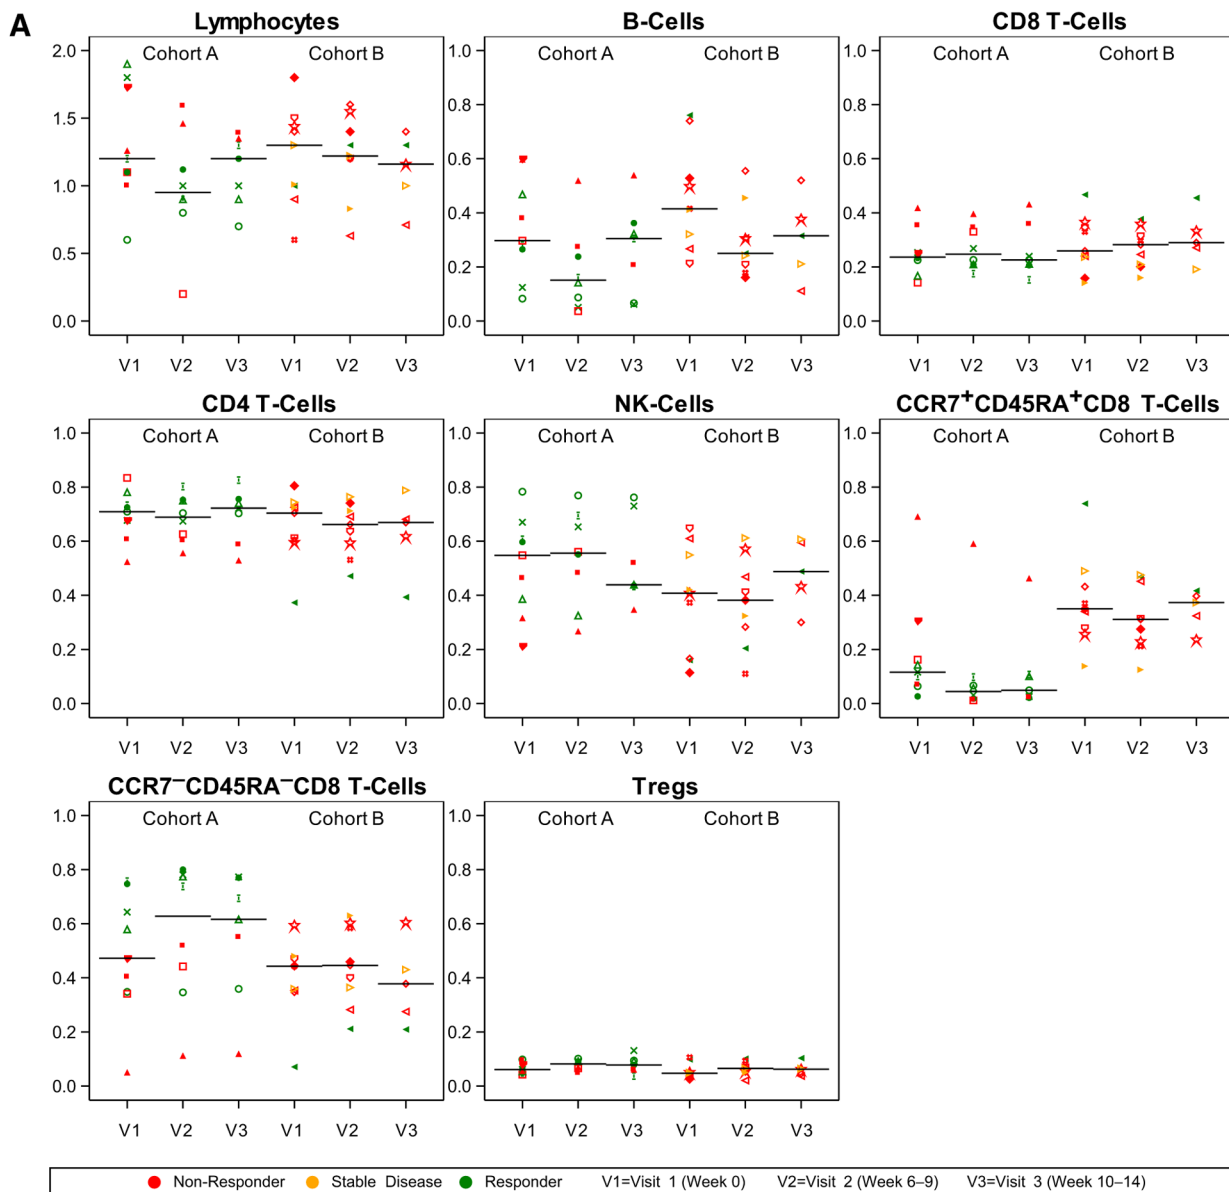 A
Lymphocytes
B-Cells
CD8 T-Cells
Cohort A Cohort B
Cohort A Cohort B
Cohort A Cohort B
2.0
1.5
1.0
0.5
0.0
1.0
0.8
0.6
0.4
0.2
0.0
1.0
0.8
0.6
0.4
0.2
0.0
V1 V2 V3 V1 V2 V3
V1 V2 V3 V1 V2 V3
V1 V2 V3 V1 V2 V3
CD4 T-Cells
NK-Cells
CCR7+CD45RA+CD8 T-Cells
Cohort A Cohort B
Cohort A Cohort B
Cohort A Cohort B
1.0
0.8
0.6
0.4
0.2
0.0
1.0
0.8
0.6
0.4
0.2
0.0
1.0
0.8
0.6
0.4
0.2
0.0
V1 V2 V3 V1 V2 V3
V1 V2 V3 V1 V2 V3
V1 V2 V3 V1 V2 V3
CCR7–CD45RA–CD8 T-Cells
Tregs
Cohort A Cohort B
Cohort A Cohort B
1.0
0.8
0.6
0.4
0.2
0.0
1.0
0.8
0.6
0.4
0.2
0.0
V1 V2 V3 V1 V2 V3
V1 V2 V3 V1 V2 V3
Non-Responder Stable Disease Responder V1=Visit 1 (Week 0) V2=Visit 2 (Week 6–9) V3=Visit 3 (Week 10–14)